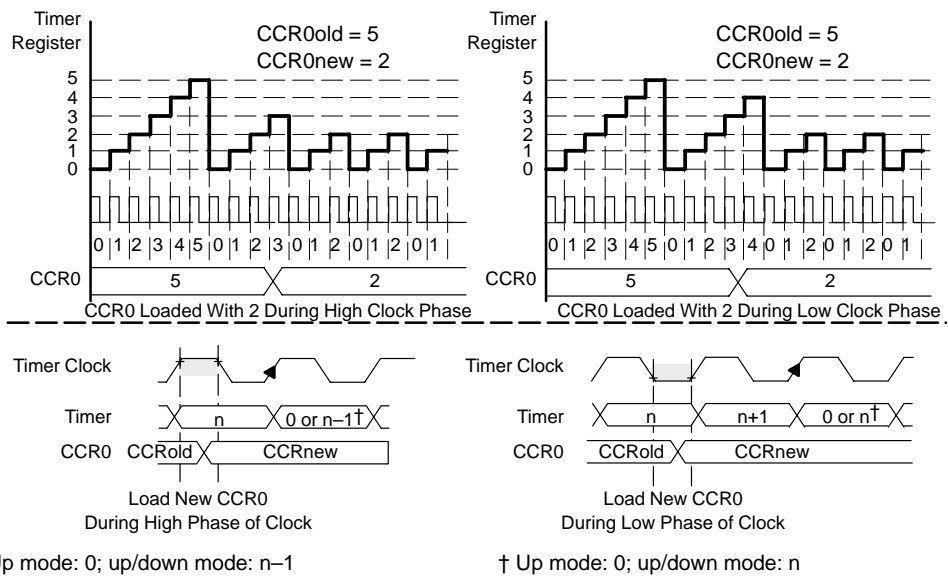 Timer
Register
CCR0old = 5
CCR0new = 2
5
4
3
2
1
0
0 1 2 3 4 5 0 1 2 3 0 1 2 0 1 2 0 1
CCR0
5
2
CCR0 Loaded With 2 During High Clock Phase
Timer
Register
CCR0old = 5
CCR0new = 2
5
4
3
2
1
0
0 1 2 3 4 5 0 1 2 3 4 0 1 2 0 1 2 0 1
CCR0
5
2
CCR0 Loaded With 2 During Low Clock Phase
Timer Clock
Timer
n
0 or n–1†
CCR0
CCRold
CCRnew
Load New CCR0
During High Phase of Clock
Up mode: 0; up/down mode: n–1
Timer Clock
Timer
n
n+1
0 or n†
CCR0
CCRold
CCRnew
Load New CCR0
During Low Phase of Clock
† Up mode: 0; up/down mode: n